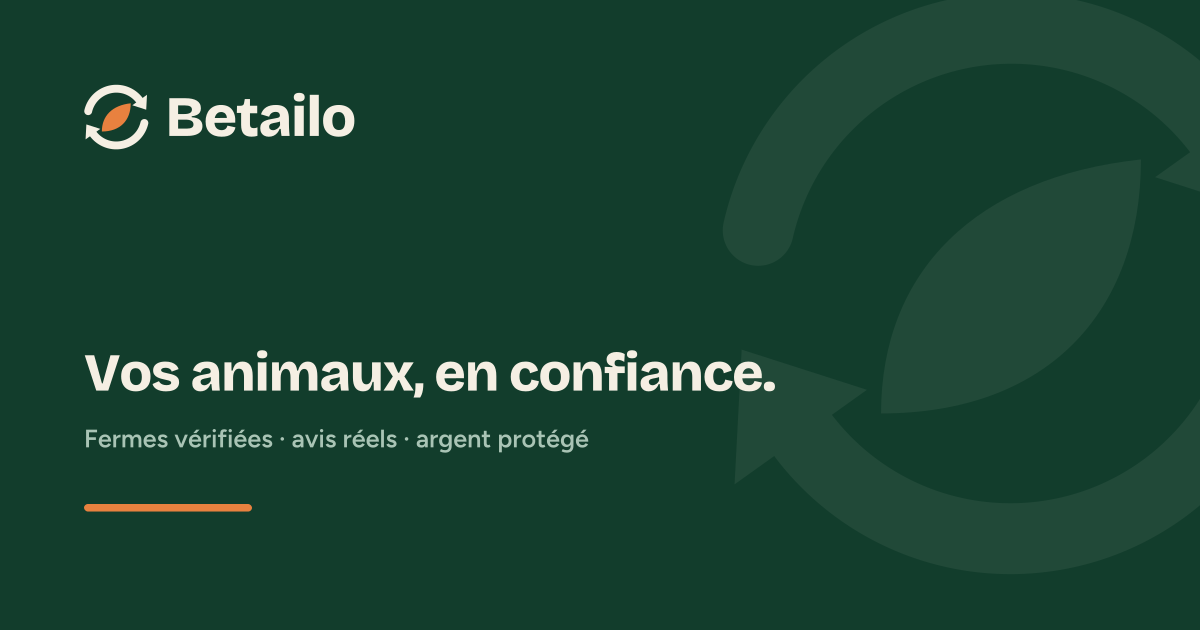 Betailo
Vos animaux, en confiance.
Fermes vérifiées · avis réels · argent protégé